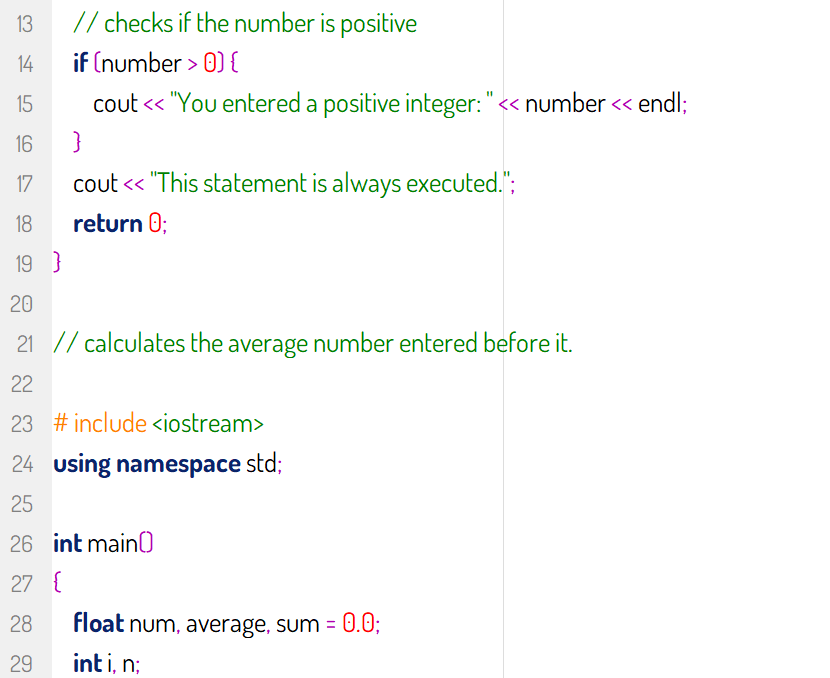 13 // checks if the number is positive
14 if (number > 0) {
15 cout << "You entered a positive integer: " << number << endl;
16 }
17 cout << "This statement is always executed.";
18 return 0;
19 }
20
21 // calculates the average number entered before it.
22
23 # include <iostream>
24 using namespace std;
25
26 int main()
27 {
28 float num, average, sum = 0.0;
29 int i, n;